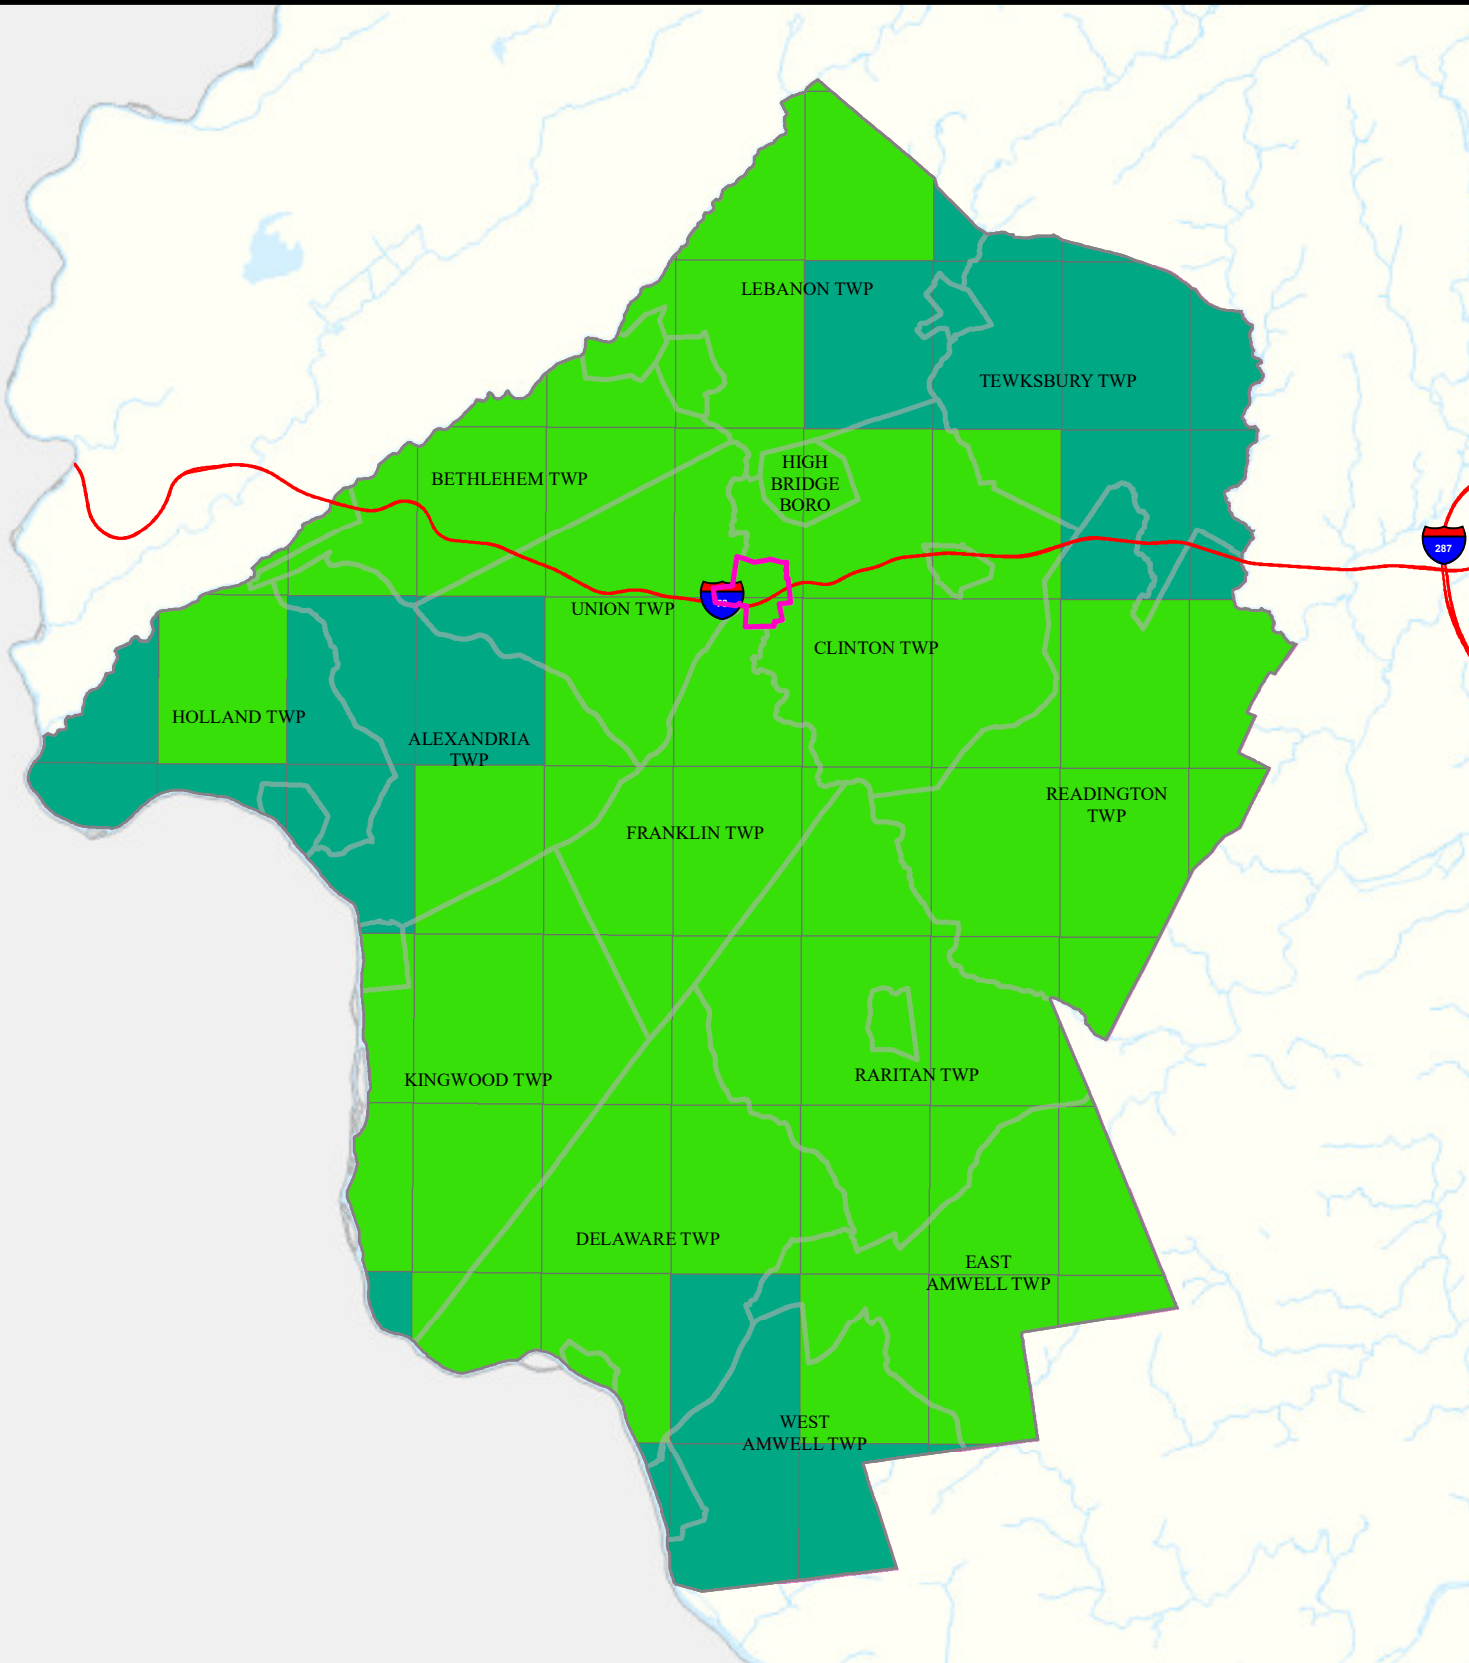 LEBANON TWP
TEWKSBURY TWP
HIGH
BRIDGE
BORO
BETHLEHEM TWP
287
UNION TWP
CLINTON TWP
HOLLAND TWP
ALEXANDRIA
TWP
READINGTON
TWP
FRANKLIN TWP
KINGWOOD TWP
RARITAN TWP
DELAWARE TWP
EAST
AMWELL TWP
WEST
AMWELL TWP